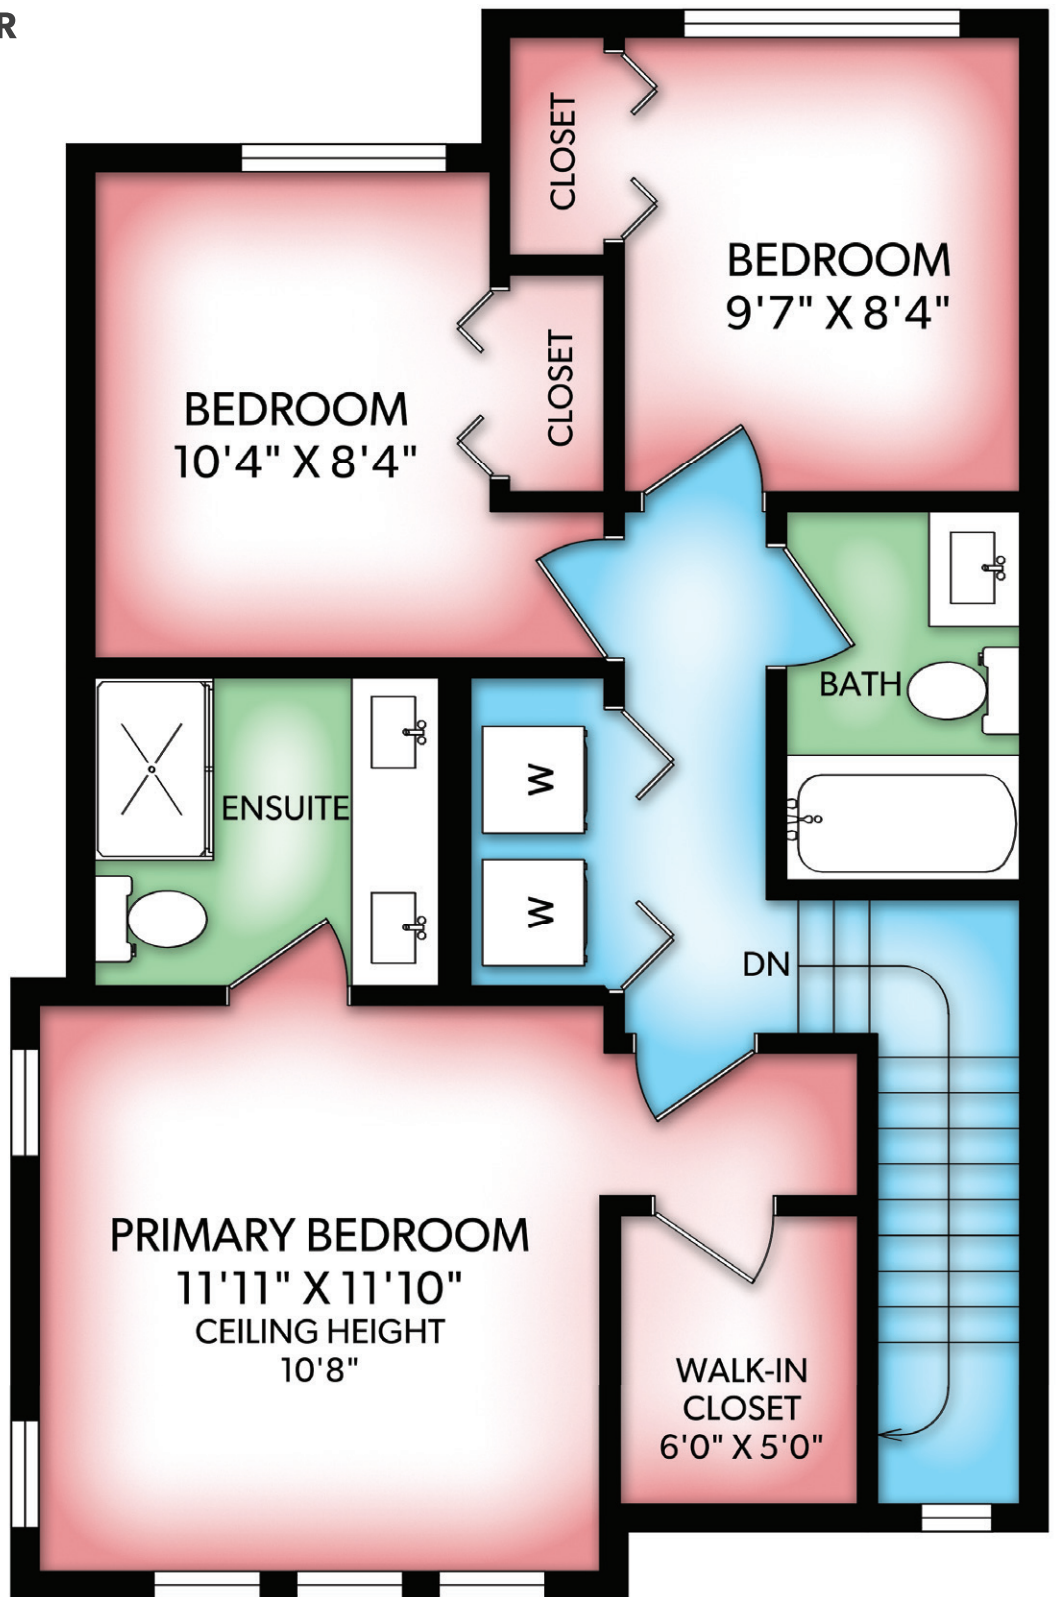 R
CLOSET
BEDROOM
9'7" X 8'4"
CLOSET
BEDROOM
10'4" X 8'4"
BATH
ENSUITE
W
W
DN
PRIMARY BEDROOM
11'11" X 11'10"
CEILING HEIGHT
10'8"
WALK-IN
CLOSET
6'0" X 5'0"